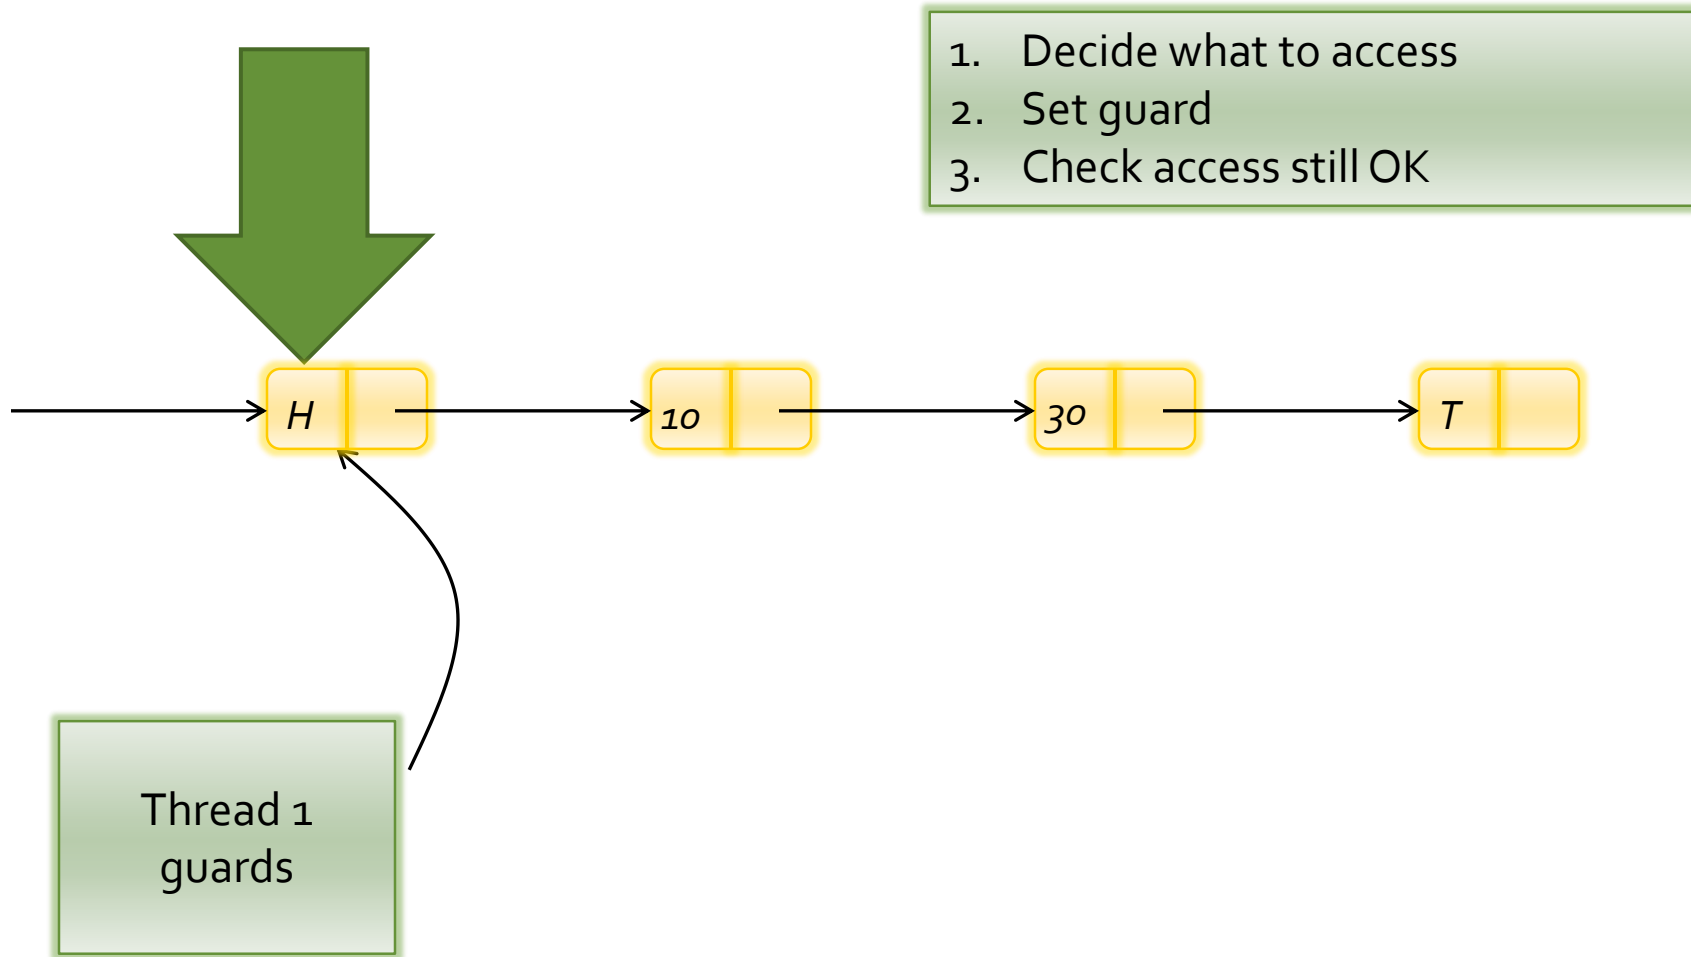 1. Decide what to access
2. Set guard
3. Check access still OK
H
10
30
T
Thread 1
guards